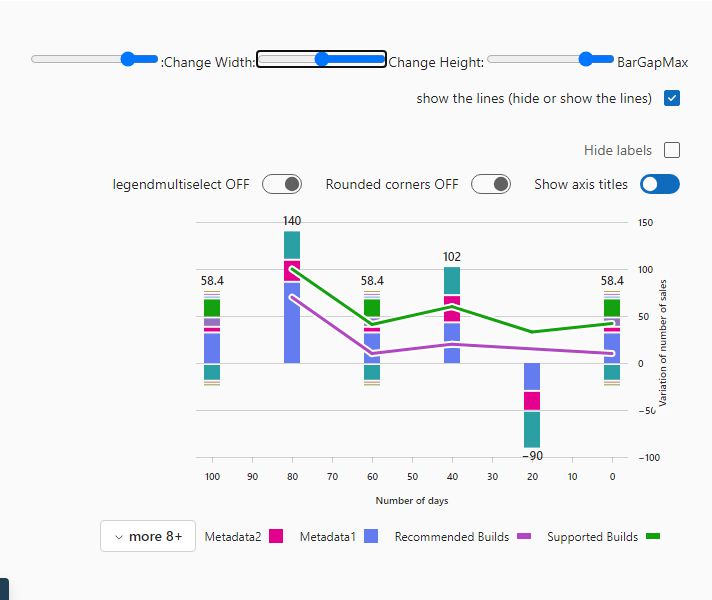 :Change Width:
Change Height:
BarGapMax
show the lines (hide or show the lines)
Hide labels
legendmultiselect OFF
Rounded corners OFF
Show axis titles
140
102
58.4
58.4
58.4
−90
150
100
50
0
−50
−100
Variation of number of sales
100 90 80 70 60 50 40 30 20 10 0
Number of days
more 8+
Metadata2
Metadata1
Recommended Builds
Supported Builds